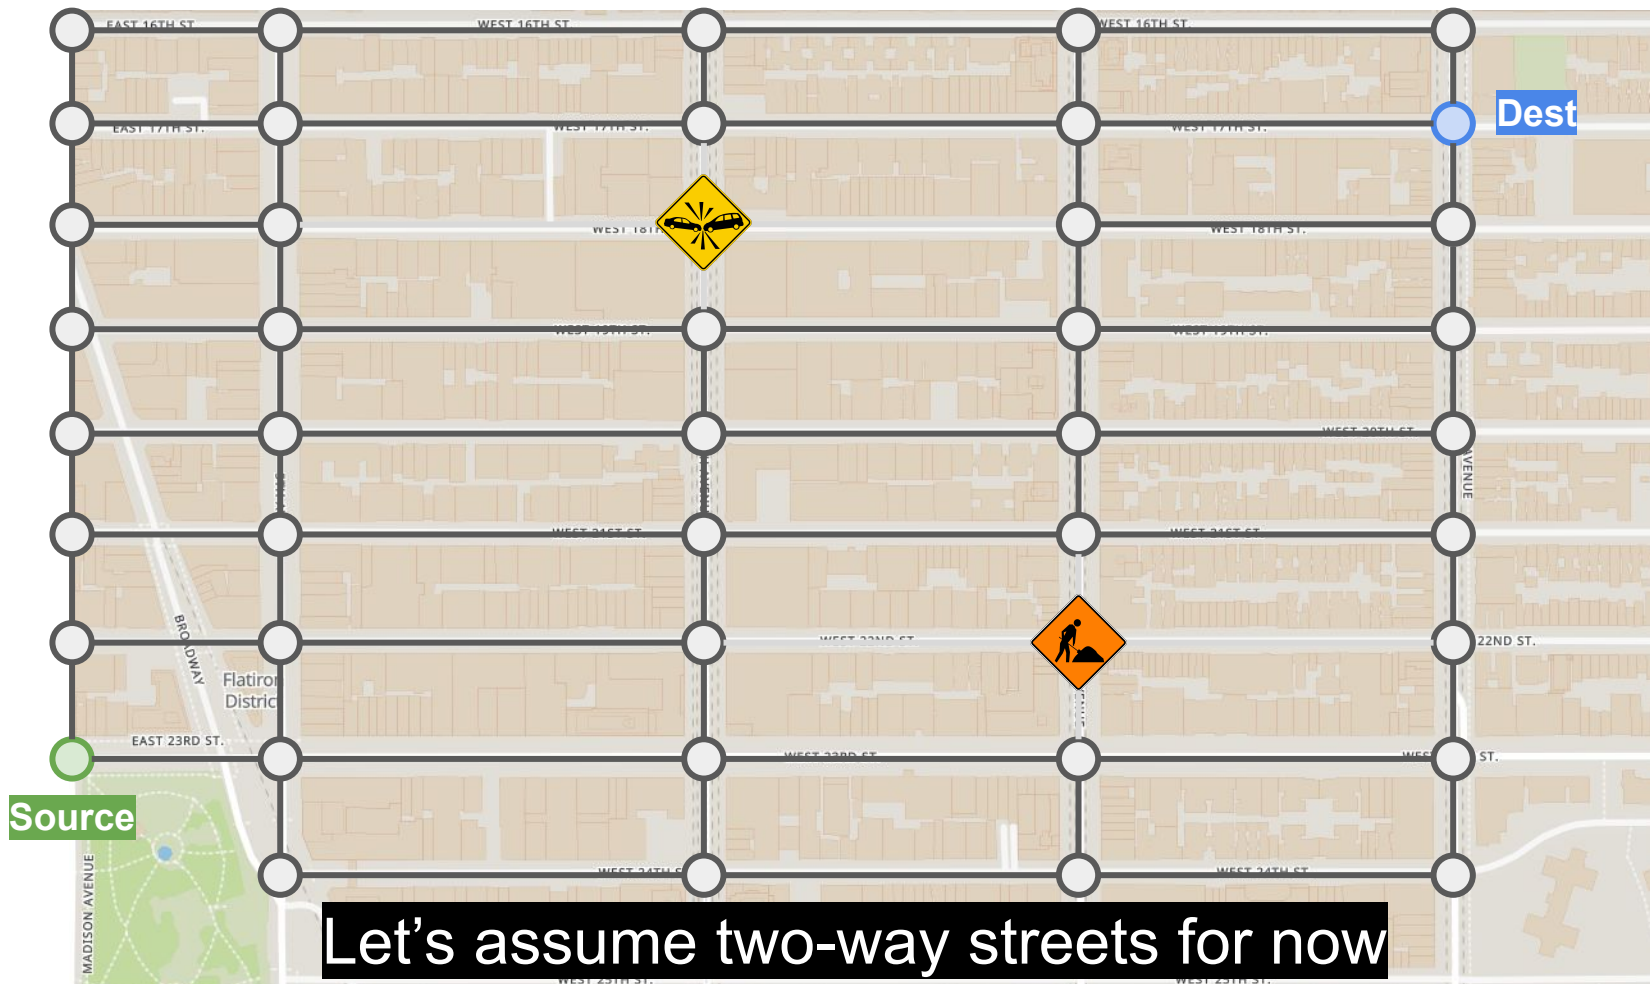 EAST 16TH ST.
WEST 16TH ST.
WEST 16TH ST.
Dest
EAST 17TH ST.
WEST 17TH ST.
WEST 17TH ST.
WEST 18TH
WEST 18TH ST.
WEST 19TH ST.
WEST 19TH ST.
WEST 20TH ST.
AVENUE
WEST 21ST ST.
WEST 21ST ST.
BROADWAY
WEST 22ND ST.
22ND ST.
Flatiron
District
EAST 23RD ST.
WEST 23RD ST.
ST.
Source
MADISON AVENUE
WEST 24TH S
WEST 24TH ST.
Let's assume two-way streets for now
WEST 25TH ST.
WEST 25TH ST.